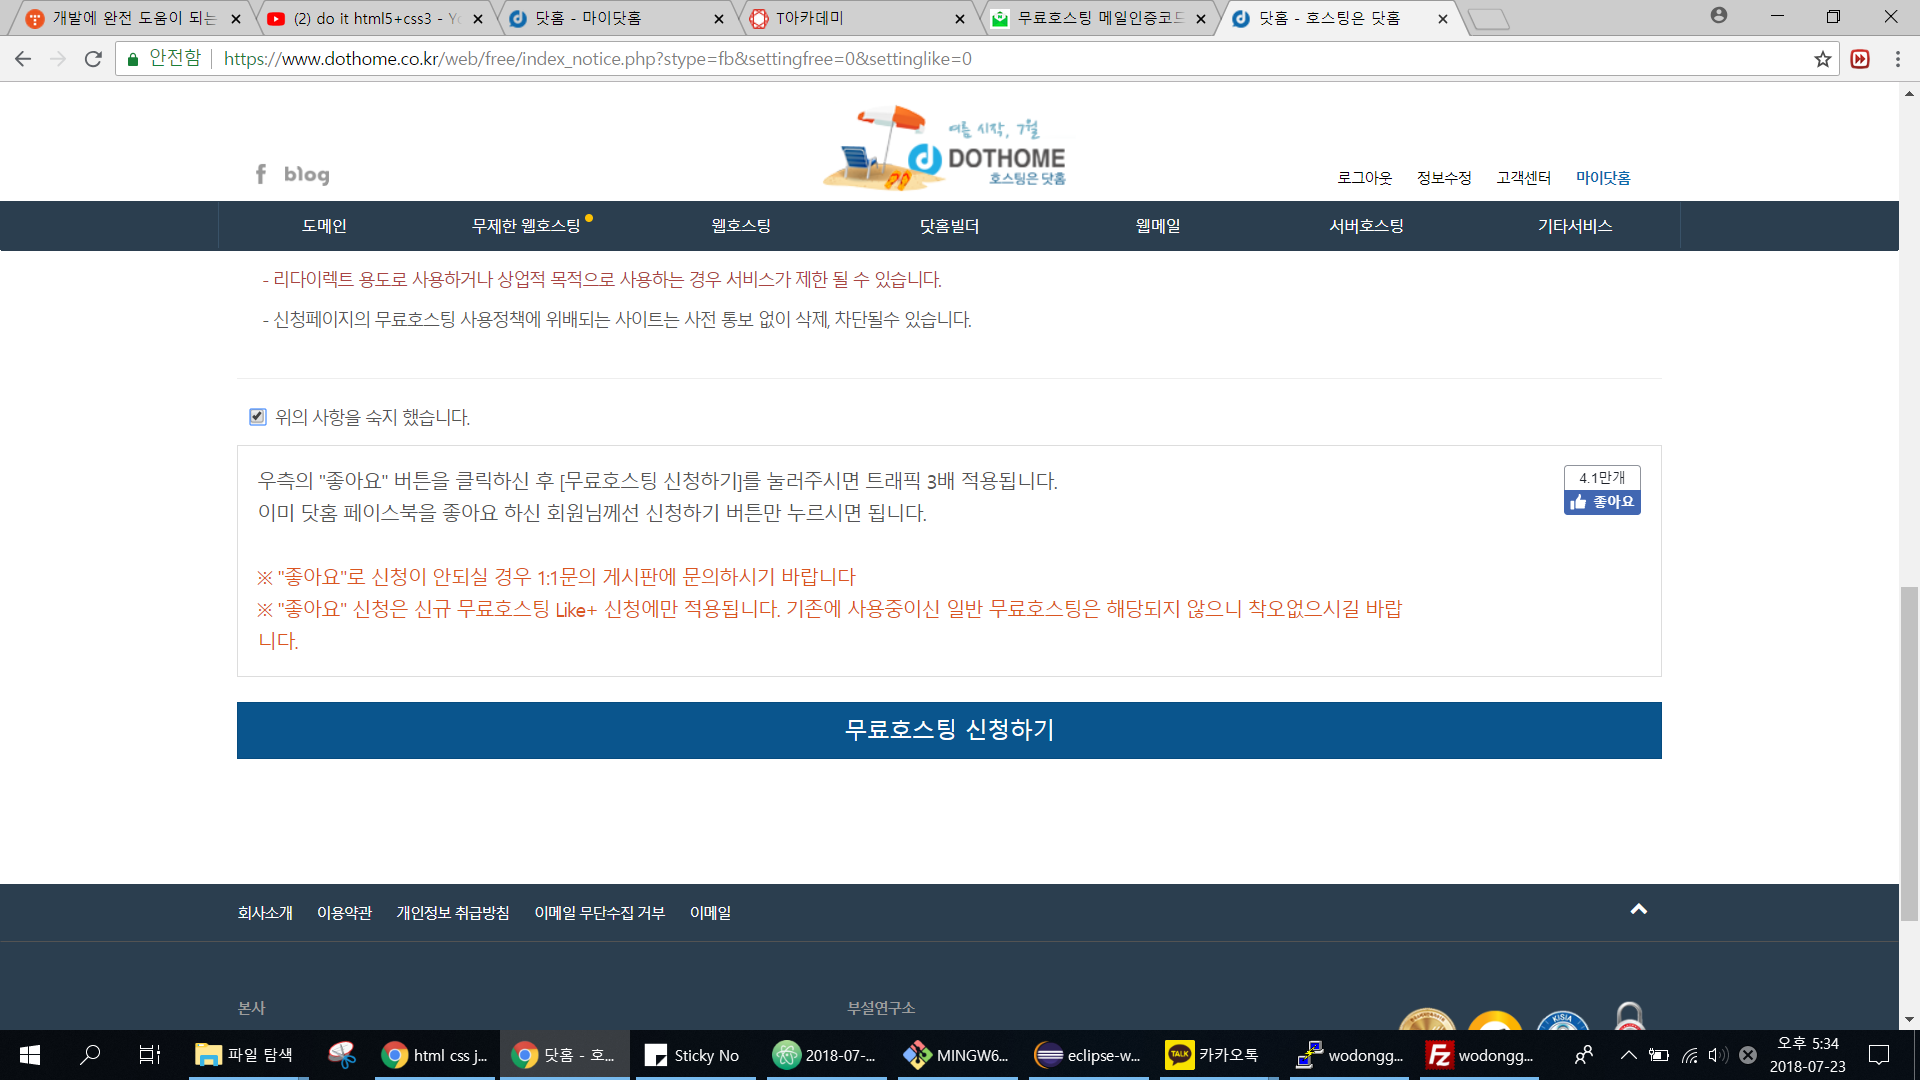 개발에 완전 도움이 되는
(2) do it html5+css3 - Yo
닷홈 - 마이닷홈
T아카데미
무료호스팅 메일인증코드
닷홈 - 호스팅은 닷홈
안전함
https://www.dothome.co.kr/web/free/index_notice.php?stype=fb&settingfree=0&settinglike=0
f blog
여름 시작, 7월
DOTHOME
호스팅은 닷홈
로그아웃 정보수정 고객센터 마이닷홈
도메인 무제한 웹호스팅 웹호스팅 닷홈빌더 웹메일 서버호스팅 기타서비스
- 리다이렉트 용도로 사용하거나 상업적 목적으로 사용하는 경우 서비스가 제한 될 수 있습니다.
- 신청페이지의 무료호스팅 사용정책에 위배되는 사이트는 사전 통보 없이 삭제, 차단될수 있습니다.
위의 사항을 숙지 했습니다.
우측의 "좋아요" 버튼을 클릭하신 후 [무료호스팅 신청하기]를 눌러주시면 트래픽 3배 적용됩니다.
이미 닷홈 페이스북을 좋아요 하신 회원님께선 신청하기 버튼만 누르시면 됩니다.
4.1만개
좋아요
※ "좋아요"로 신청이 안되실 경우 1:1문의 게시판에 문의하시기 바랍니다
※ "좋아요" 신청은 신규 무료호스팅 Like+ 신청에만 적용됩니다. 기존에 사용중이신 일반 무료호스팅은 해당되지 않으니 착오없으시길 바랍
니다.
무료호스팅 신청하기
회사소개 이용약관 개인정보 취급방침 이메일 무단수집 거부 이메일
본사 부설연구소
KISIA
파일 탐색
html css j...
닷홈 - 호...
Sticky No
2018-07-...
MINGW6...
eclipse-w...
TALK
카카오톡
wodongg...
Fz
wodongg...
오후 5:34
2018-07-23